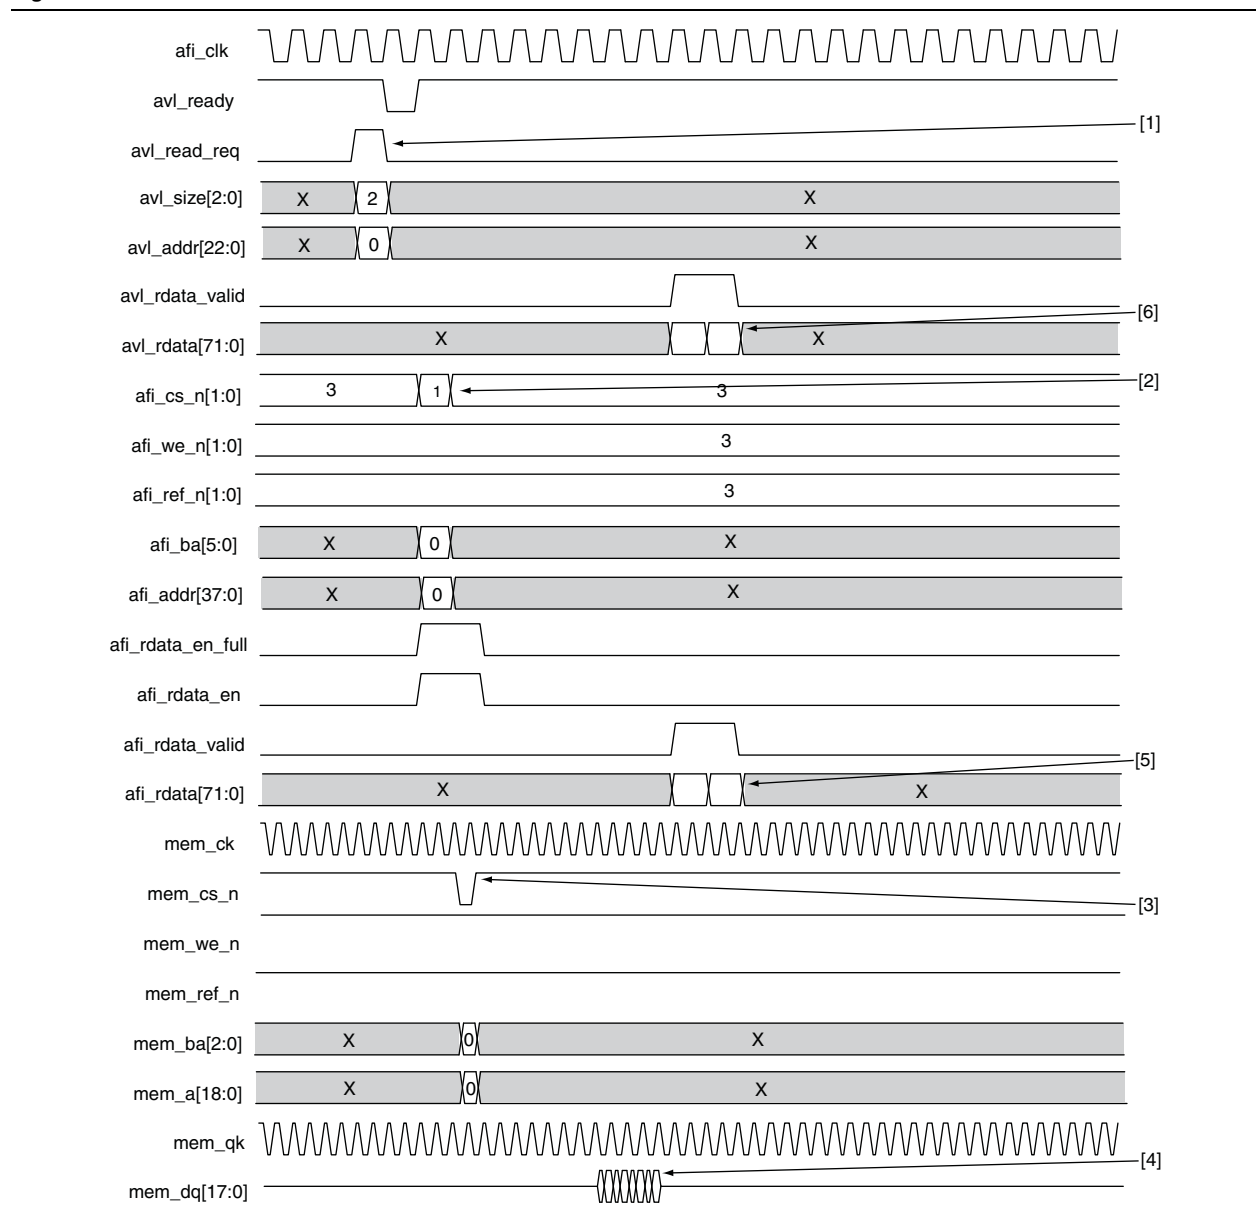 afi_clk
avl_ready
[1]
avl_read_req
avl_size[2:0] X 2 X
avl_addr[22:0] X 0 X
avl_rdata_valid
[6]
avl_rdata[71:0] X X
[2]
afi_cs_n[1:0] 3 1 3
afi_we_n[1:0] 3
afi_ref_n[1:0] 3
afi_ba[5:0] X 0 X
afi_addr[37:0] X 0 X
afi_rdata_en_full
afi_rdata_en
afi_rdata_valid
[5]
afi_rdata[71:0] X X
mem_ck
mem_cs_n
[3]
mem_we_n
mem_ref_n
mem_ba[2:0] X 0 X
mem_a[18:0] X 0 X
mem_qk
[4]
mem_dq[17:0]